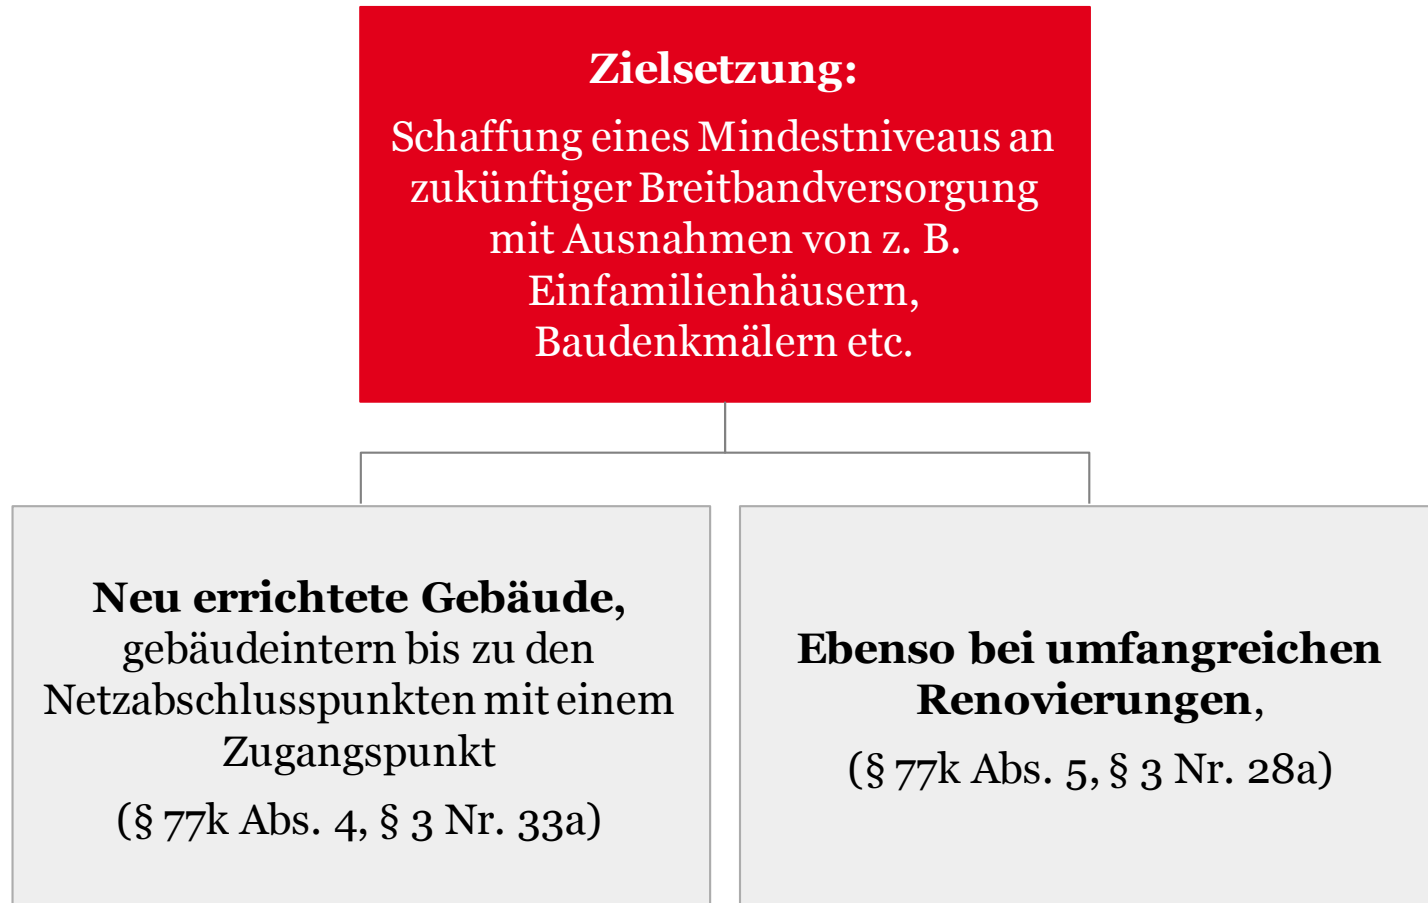 Zielsetzung:
Schaffung eines Mindestniveaus an
zukünftiger Breitbandversorgung
mit Ausnahmen von z. B.
Einfamilienhäusern,
Baudenkmälern etc.
Neu errichtete Gebäude,
gebäudeintern bis zu den
Netzabschlusspunkten mit einem
Zugangspunkt
(§ 77k Abs. 4, § 3 Nr. 33a)
Ebenso bei umfangreichen
Renovierungen,
(§ 77k Abs. 5, § 3 Nr. 28a)